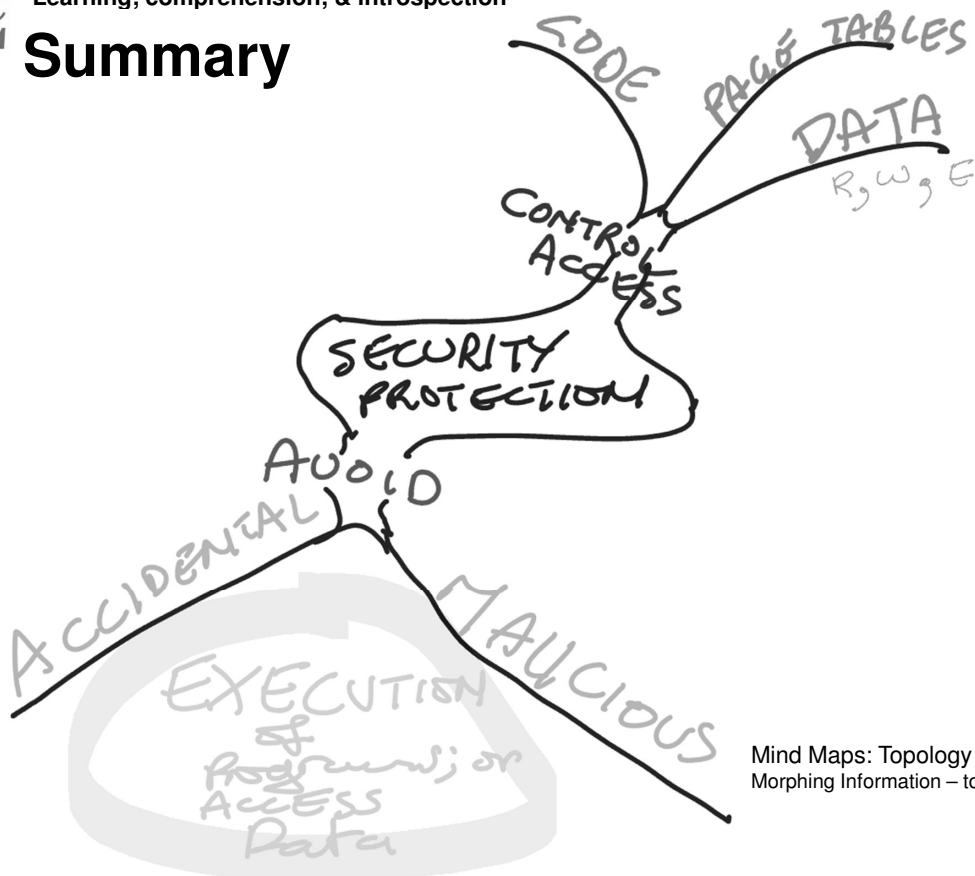 Learning, comprehension, & introspection
Summary
CODE
PAGE TABLES
DATA
R, W, E
CONTROL
ACCESS
SECURITY
PROTECTION
AVOID
ACCIDENTAL
MALICIOUS
EXECUTION
of
Programs; or
ACCESS
Data
Mind Maps: Topology
Morphing Information – to